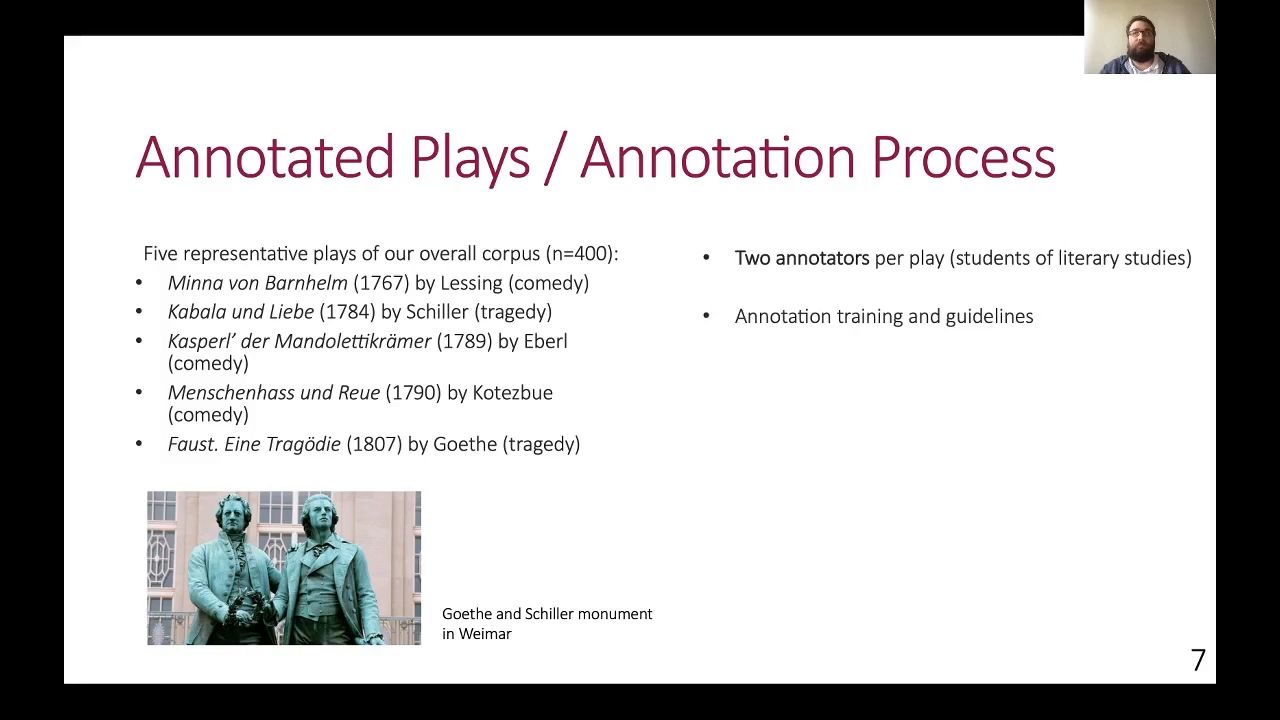 Annotated Plays / Annotation Process
Five representative plays of our overall corpus (n=400):
• Minna von Barnhelm (1767) by Lessing (comedy)
• Kabala und Liebe (1784) by Schiller (tragedy)
• Kasperl’ der Mandolettikrämer (1789) by Eberl
(comedy)
• Menschenhass und Reue (1790) by Kotezbue
(comedy)
• Faust. Eine Tragödie (1807) by Goethe (tragedy)
Goethe and Schiller monument
in Weimar
• Two annotators per play (students of literary studies)
• Annotation training and guidelines
7